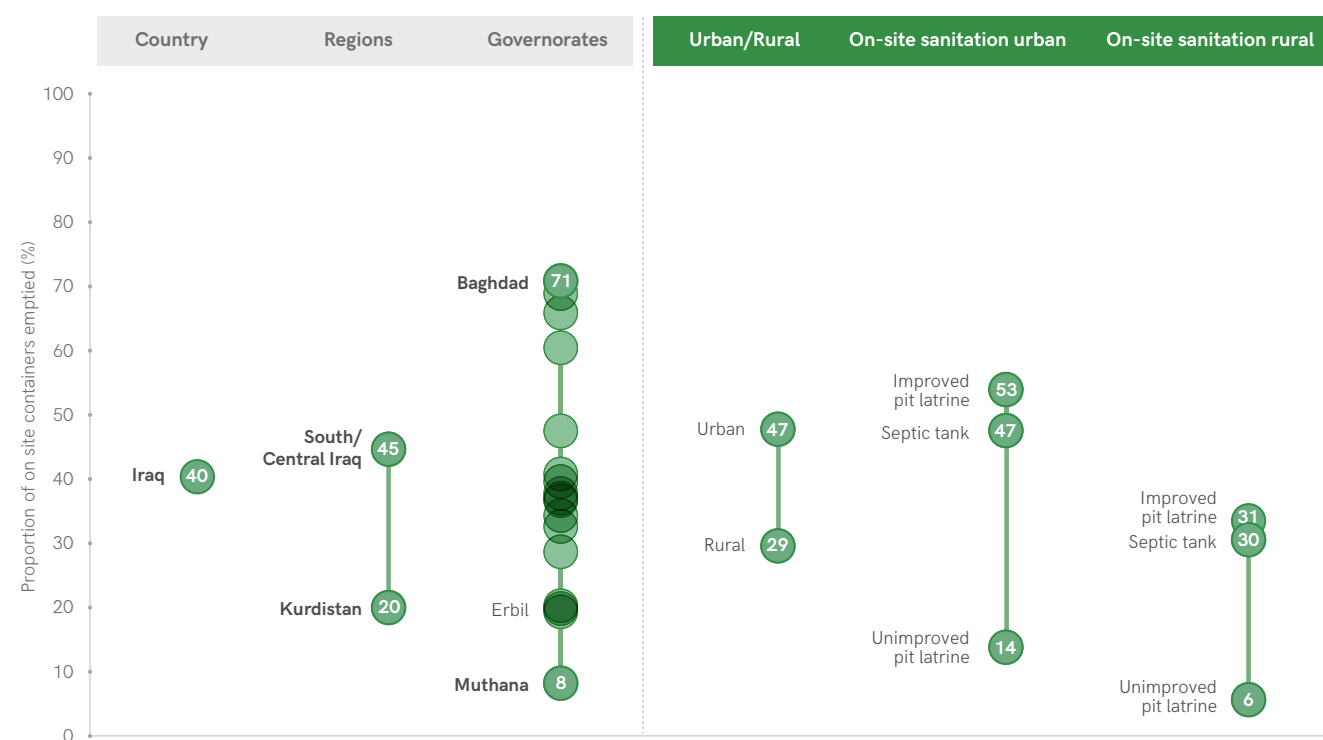 Country
Regions
Governorates
Urban/Rural
On-site sanitation urban
On-site sanitation rural
Proportion of on site containers emptied (%)
100
90
80
70
60
50
40
30
20
10
0
Iraq
40
South/
Central Iraq
45
Kurdistan
20
Baghdad
71
Erbil
Muthana
8
Urban
47
Rural
29
Improved
pit latrine
53
Septic tank
47
Unimproved
pit latrine
14
Improved
pit latrine
31
Septic tank
30
Unimproved
pit latrine
6